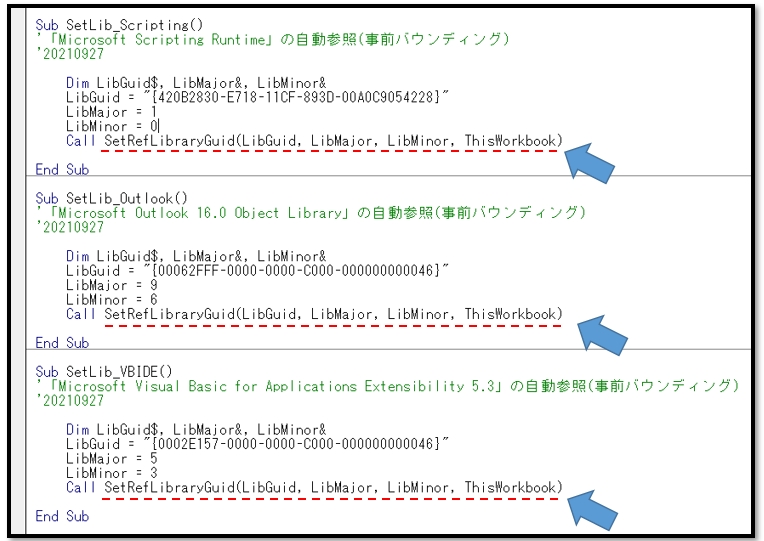 Sub SetLib_Scripting()
'「Microsoft Scripting Runtime」の自動参照(事前バウンディング)
'20210927
Dim LibGuid$, LibMajor&, LibMinor&
LibGuid = "{420B2830-E718-11CF-893D-00A0C9054228}"
LibMajor = 1
LibMinor = 0
Call SetRefLibraryGuid(LibGuid, LibMajor, LibMinor, ThisWorkbook)
End Sub
Sub SetLib_Outlook()
'「Microsoft Outlook 16.0 Object Library」の自動参照(事前バウンディング)
'20210927
Dim LibGuid$, LibMajor&, LibMinor&
LibGuid = "{00062FFF-0000-0000-C000-000000000046}"
LibMajor = 9
LibMinor = 6
Call SetRefLibraryGuid(LibGuid, LibMajor, LibMinor, ThisWorkbook)
End Sub
Sub SetLib_VBIDE()
'「Microsoft Visual Basic for Applications Extensibility 5.3」の自動参照(事前バウンディング)
'20210927
Dim LibGuid$, LibMajor&, LibMinor&
LibGuid = "{0002E157-0000-0000-C000-000000000046}"
LibMajor = 5
LibMinor = 3
Call SetRefLibraryGuid(LibGuid, LibMajor, LibMinor, ThisWorkbook)
End Sub